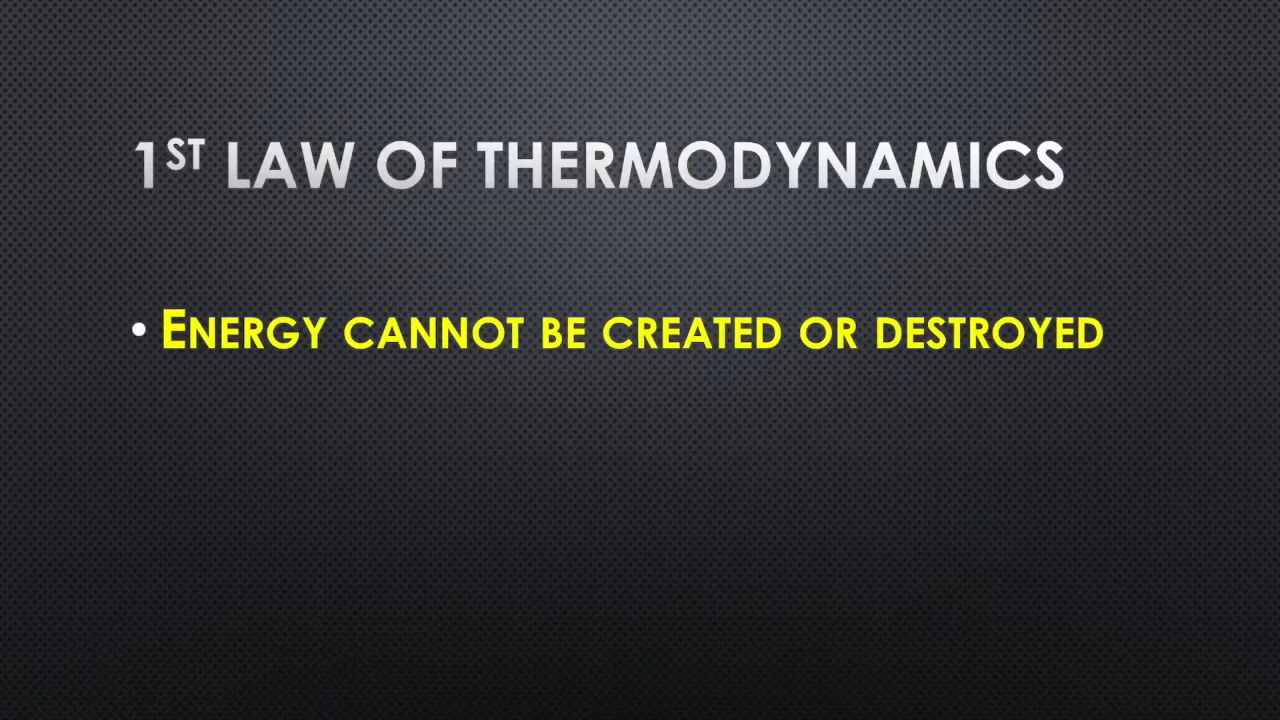 1ST LAW OF THERMODYNAMICS
• ENERGY CANNOT BE CREATED OR DESTROYED